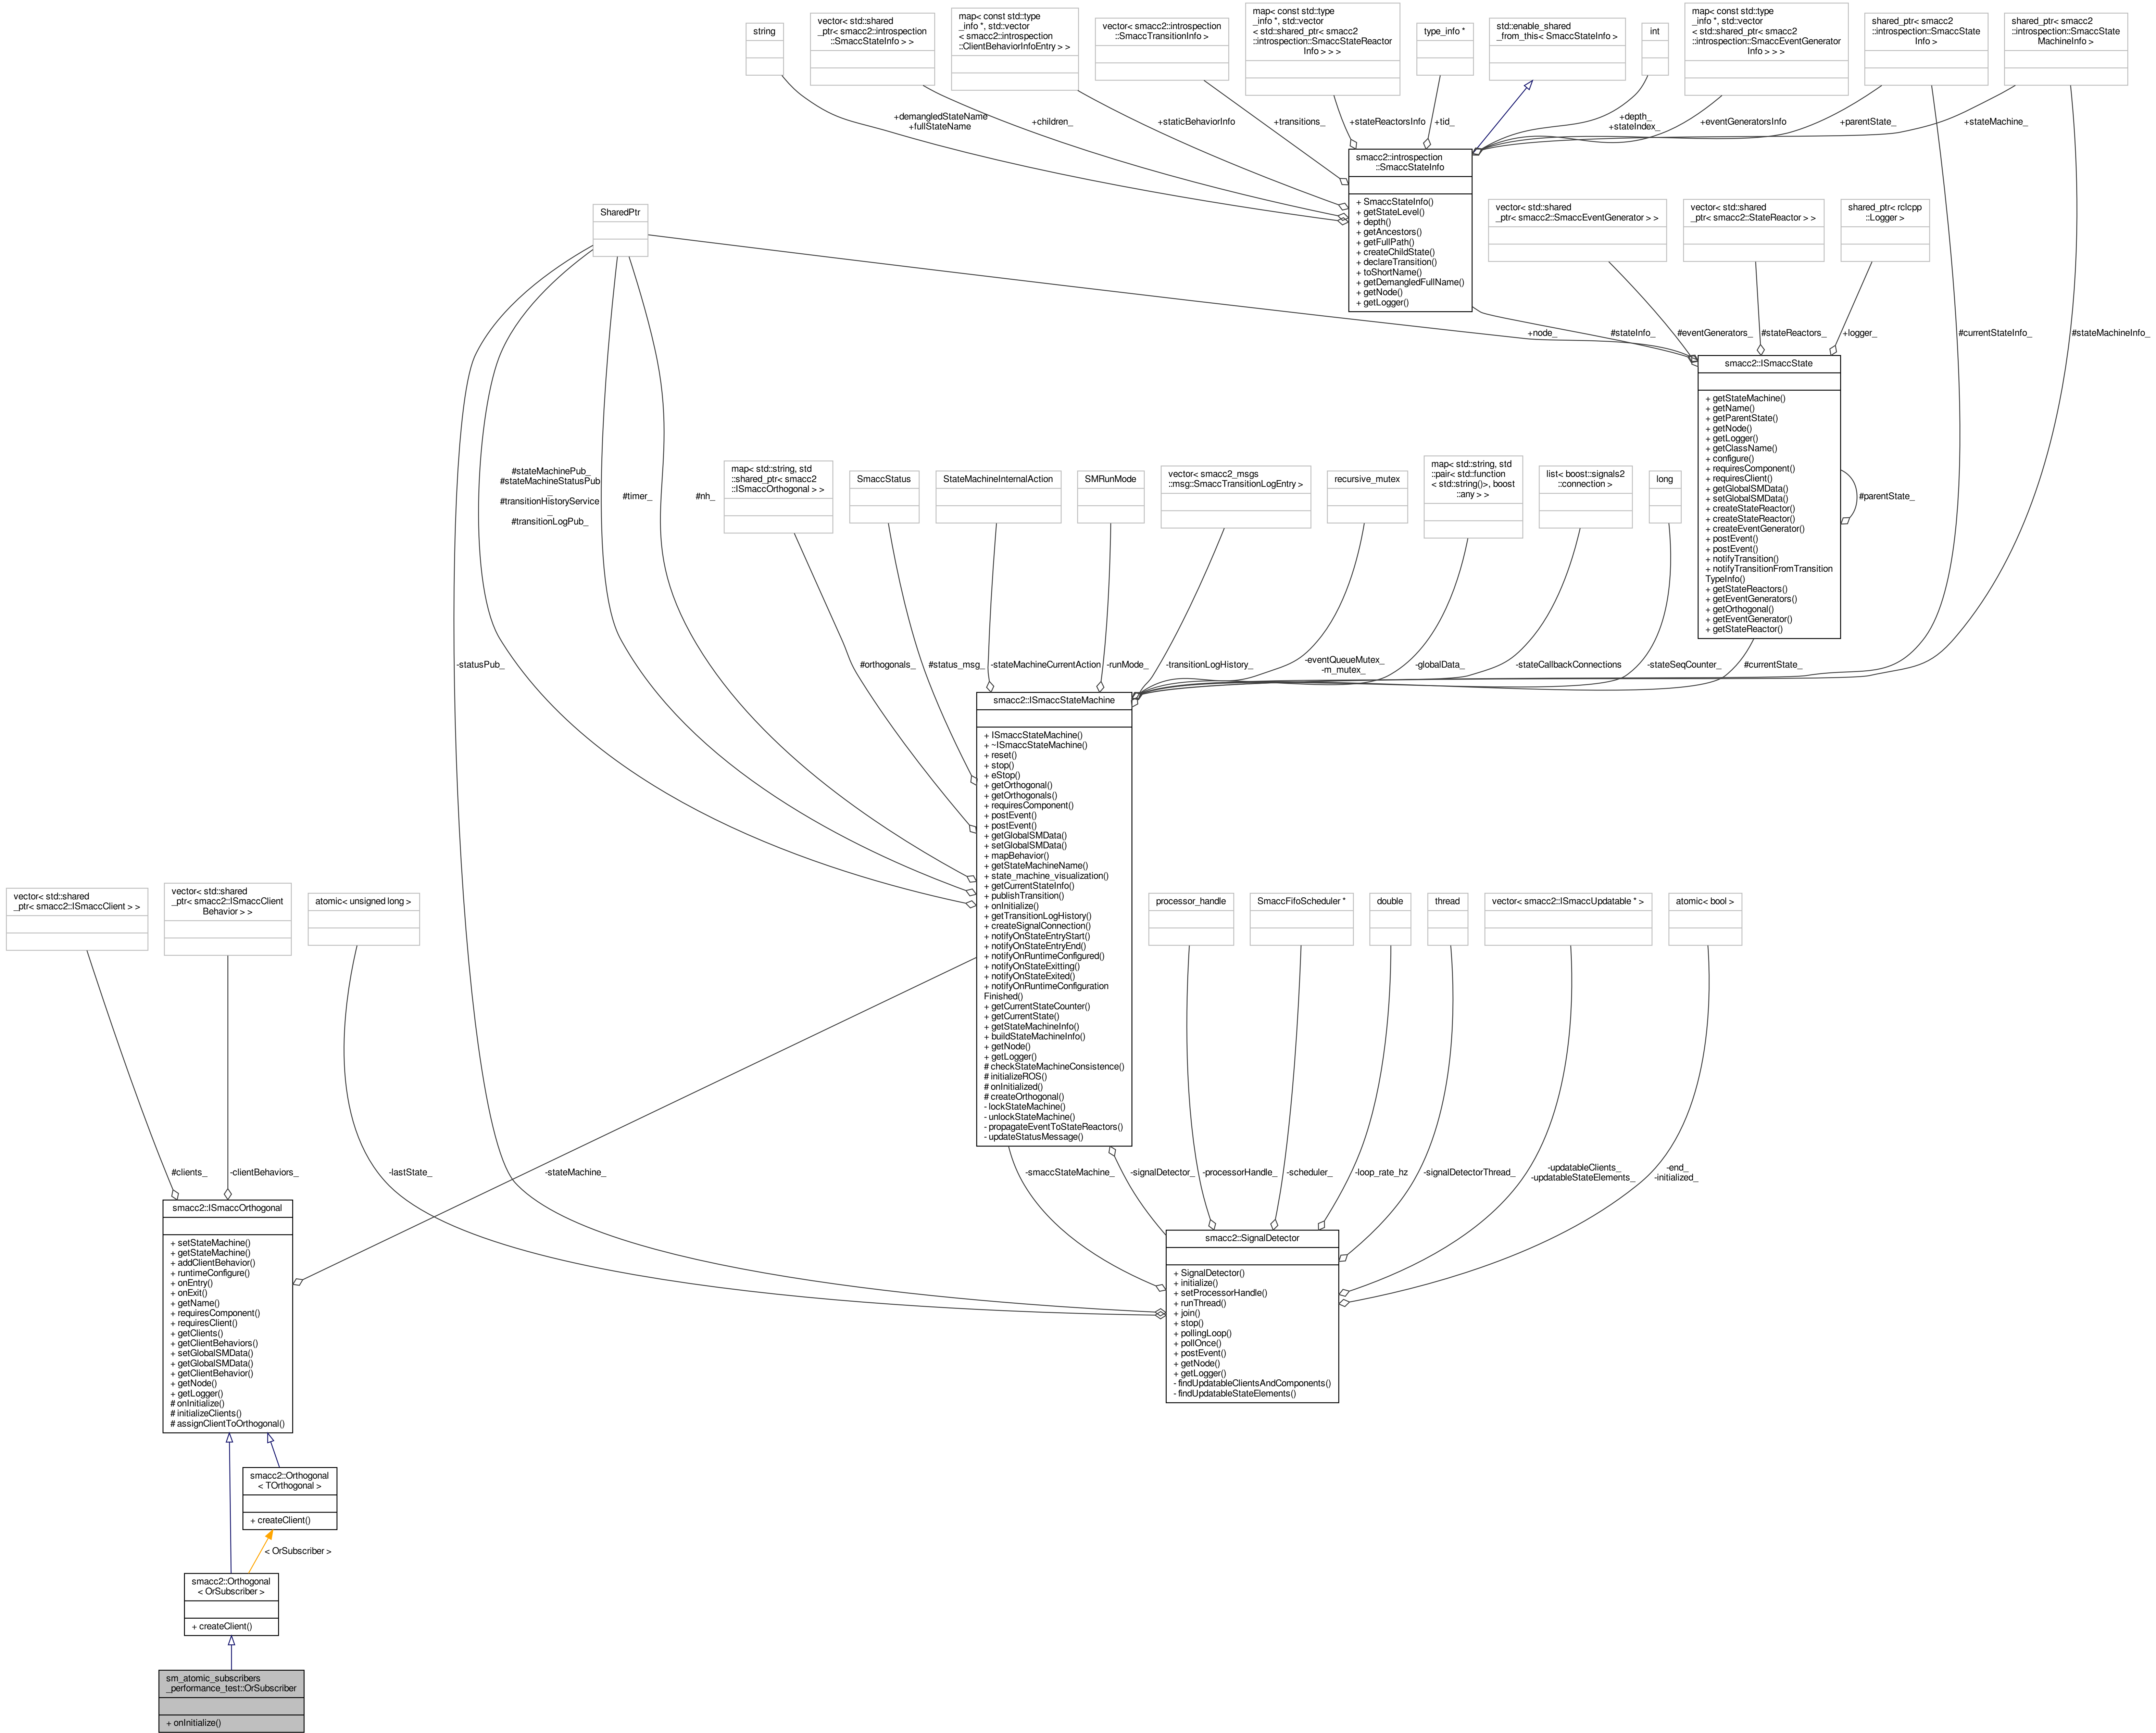 string
vector< std::shared
_ptr< smacc2::introspection
::SmaccStateInfo > >
map< const std::type
_info *, std::vector
< smacc2::introspection
::ClientBehaviorInfoEntry > >
vector< smacc2::introspection
::SmaccTransitionInfo >
map< const std::type
_info *, std::vector
< std::shared_ptr< smacc2
::introspection::SmaccStateReactor
Info > > >
type_info *
std::enable_shared
_from_this< SmaccStateInfo >
int
map< const std::type
_info *, std::vector
< std::shared_ptr< smacc2
::introspection::SmaccEventGenerator
Info > > >
shared_ptr< smacc2
::introspection::SmaccState
Info >
shared_ptr< smacc2
::introspection::SmaccState
MachineInfo >
+demangledStateName
+fullStateName
+children_
+staticBehaviorInfo
+transitions_
+stateReactorsInfo
+tid_
+depth_
+stateIndex_
+eventGeneratorsInfo
+parentState_
+stateMachine_
smacc2::introspection
::SmaccStateInfo
+ SmaccStateInfo()
+ getStateLevel()
+ depth()
+ getAncestors()
+ getFullPath()
+ createChildState()
+ declareTransition()
+ toShortName()
+ getDemangledFullName()
+ getNode()
+ getLogger()
SharedPtr
vector< std::shared
_ptr< smacc2::SmaccEventGenerator > >
vector< std::shared
_ptr< smacc2::StateReactor > >
shared_ptr< rclcpp
::Logger >
+node_
#stateInfo_
#eventGenerators_
#stateReactors_
+logger_
#currentStateInfo_
#stateMachineInfo_
smacc2::ISmaccState
+ getStateMachine()
+ getName()
+ getParentState()
+ getNode()
+ getLogger()
+ getClassName()
+ configure()
+ requiresComponent()
+ requiresClient()
+ getGlobalSMData()
+ setGlobalSMData()
+ createStateReactor()
+ createStateReactor()
+ createEventGenerator()
+ postEvent()
+ postEvent()
+ notifyTransition()
+ notifyTransitionFromTransition
TypeInfo()
+ getStateReactors()
+ getEventGenerators()
+ getOrthogonal()
+ getEventGenerator()
+ getStateReactor()
#parentState_
#stateMachinePub_
#stateMachineStatusPub
_
#transitionHistoryService
_
#transitionLogPub_
#timer_
#nh_
map< std::string, std
::shared_ptr< smacc2
::ISmaccOrthogonal > >
SmaccStatus
StateMachineInternalAction
SMRunMode
vector< smacc2_msgs
::msg::SmaccTransitionLogEntry >
recursive_mutex
map< std::string, std
::pair< std::function
< std::string()>, boost
::any > >
list< boost::signals2
::connection >
long
-statusPub_
#orthogonals_
#status_msg_
-stateMachineCurrentAction
-runMode_
-transitionLogHistory_
-eventQueueMutex_
-m_mutex_
-globalData_
-stateCallbackConnections
-stateSeqCounter_
#currentState_
smacc2::ISmaccStateMachine
+ ISmaccStateMachine()
+ ~ISmaccStateMachine()
+ reset()
+ stop()
+ eStop()
+ getOrthogonal()
+ getOrthogonals()
+ requiresComponent()
+ postEvent()
+ postEvent()
+ getGlobalSMData()
+ setGlobalSMData()
+ mapBehavior()
+ getStateMachineName()
+ state_machine_visualization()
+ getCurrentStateInfo()
+ publishTransition()
+ onInitialize()
+ getTransitionLogHistory()
+ createSignalConnection()
+ notifyOnStateEntryStart()
+ notifyOnStateEntryEnd()
+ notifyOnRuntimeConfigured()
+ notifyOnStateExitting()
+ notifyOnStateExited()
+ notifyOnRuntimeConfiguration
Finished()
+ getCurrentStateCounter()
+ getCurrentState()
+ getStateMachineInfo()
+ buildStateMachineInfo()
+ getNode()
+ getLogger()
# checkStateMachineConsistence()
# initializeROS()
# onInitialized()
# createOrthogonal()
- lockStateMachine()
- unlockStateMachine()
- propagateEventToStateReactors()
- updateStatusMessage()
vector< std::shared
_ptr< smacc2::ISmaccClient > >
vector< std::shared
_ptr< smacc2::ISmaccClient
Behavior > >
atomic< unsigned long >
processor_handle
SmaccFifoScheduler *
double
thread
vector< smacc2::ISmaccUpdatable * >
atomic< bool >
#clients_
-clientBehaviors_
-lastState_
-stateMachine_
-smaccStateMachine_
-signalDetector_
-processorHandle_
-scheduler_
-loop_rate_hz
-signalDetectorThread_
-updatableClients_
-updatableStateElements_
-end_
-initialized_
smacc2::ISmaccOrthogonal
+ setStateMachine()
+ getStateMachine()
+ addClientBehavior()
+ runtimeConfigure()
+ onEntry()
+ onExit()
+ getName()
+ requiresComponent()
+ requiresClient()
+ getClients()
+ getClientBehaviors()
+ setGlobalSMData()
+ getGlobalSMData()
+ getClientBehavior()
+ getNode()
+ getLogger()
# onInitialize()
# initializeClients()
# assignClientToOrthogonal()
smacc2::SignalDetector
+ SignalDetector()
+ initialize()
+ setProcessorHandle()
+ runThread()
+ join()
+ stop()
+ pollingLoop()
+ pollOnce()
+ postEvent()
+ getNode()
+ getLogger()
- findUpdatableClientsAndComponents()
- findUpdatableStateElements()
smacc2::Orthogonal
< TOrthogonal >
+ createClient()
< OrSubscriber >
smacc2::Orthogonal
< OrSubscriber >
+ createClient()
sm_atomic_subscribers
_performance_test::OrSubscriber
+ onInitialize()